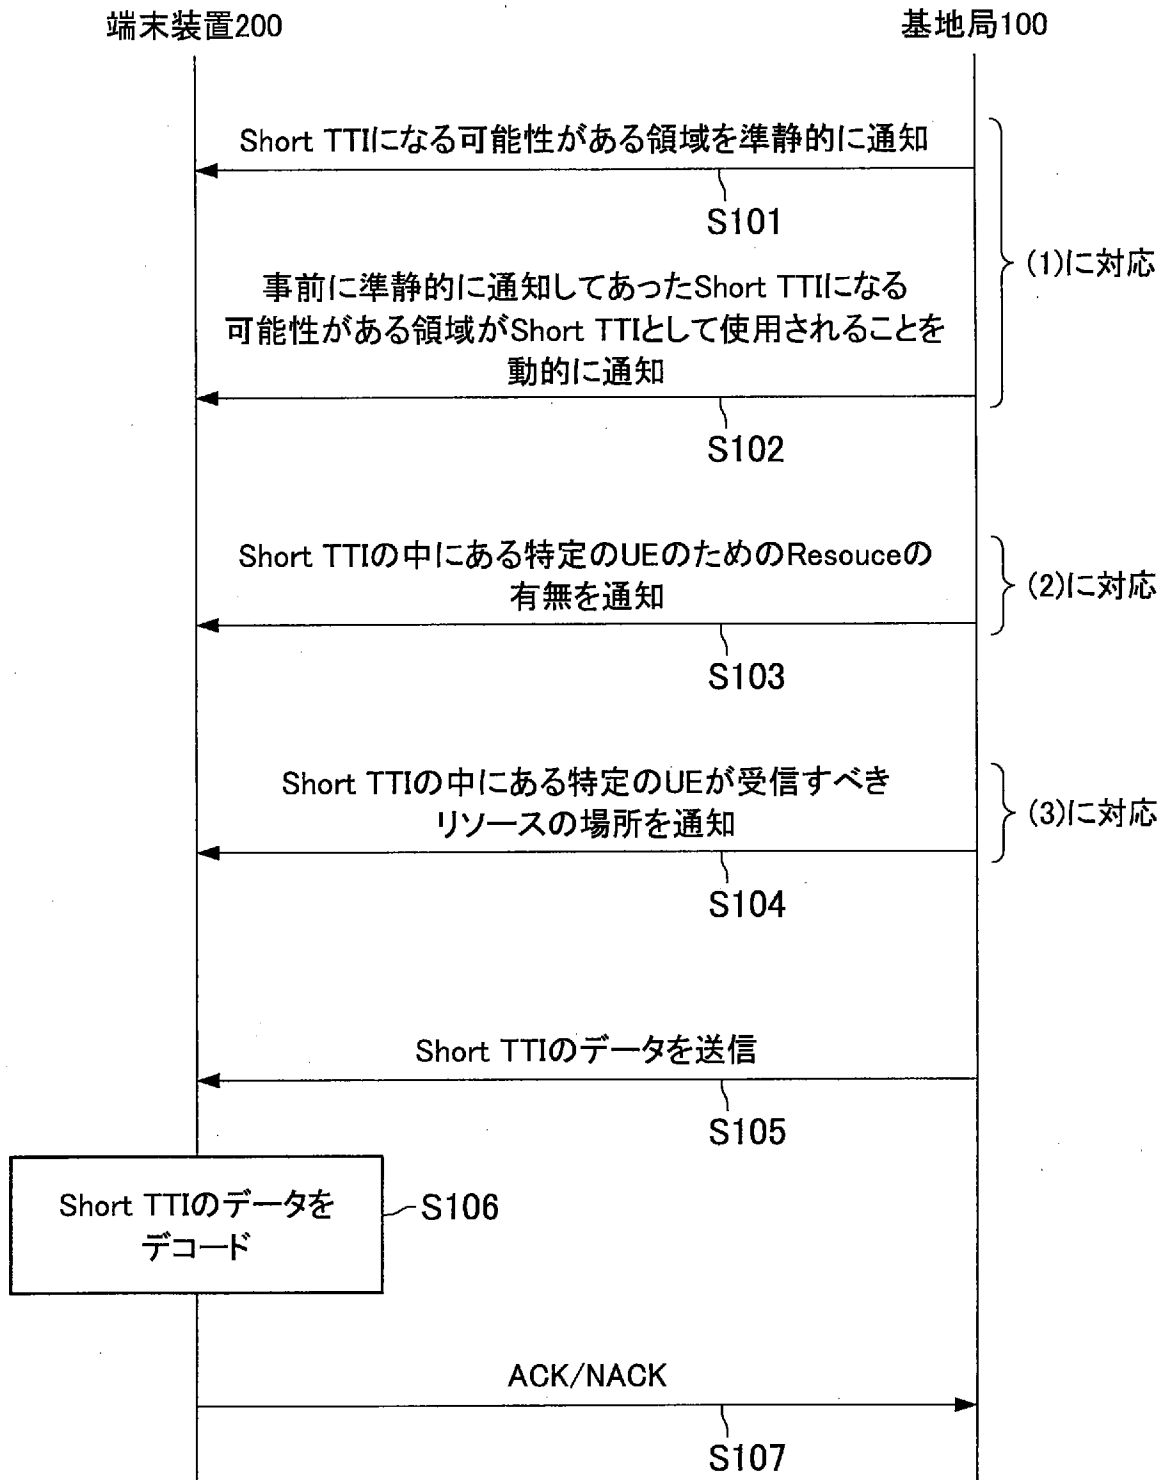 端末装置200
基地局100
Short TTIになる可能性がある領域を準静的に通知
S101
(1)に対応
事前に準静的に通知してあったShort TTIになる
可能性がある領域がShort TTIとして使用されることを
動的に通知
S102
Short TTIの中にある特定のUEのためのResouceの
有無を通知
(2)に対応
S103
Short TTIの中にある特定のUEが受信すべき
リソースの場所を通知
(3)に対応
S104
Short TTIのデータを送信
S105
Short TTIのデータを
デコード
S106
ACK/NACK
S107